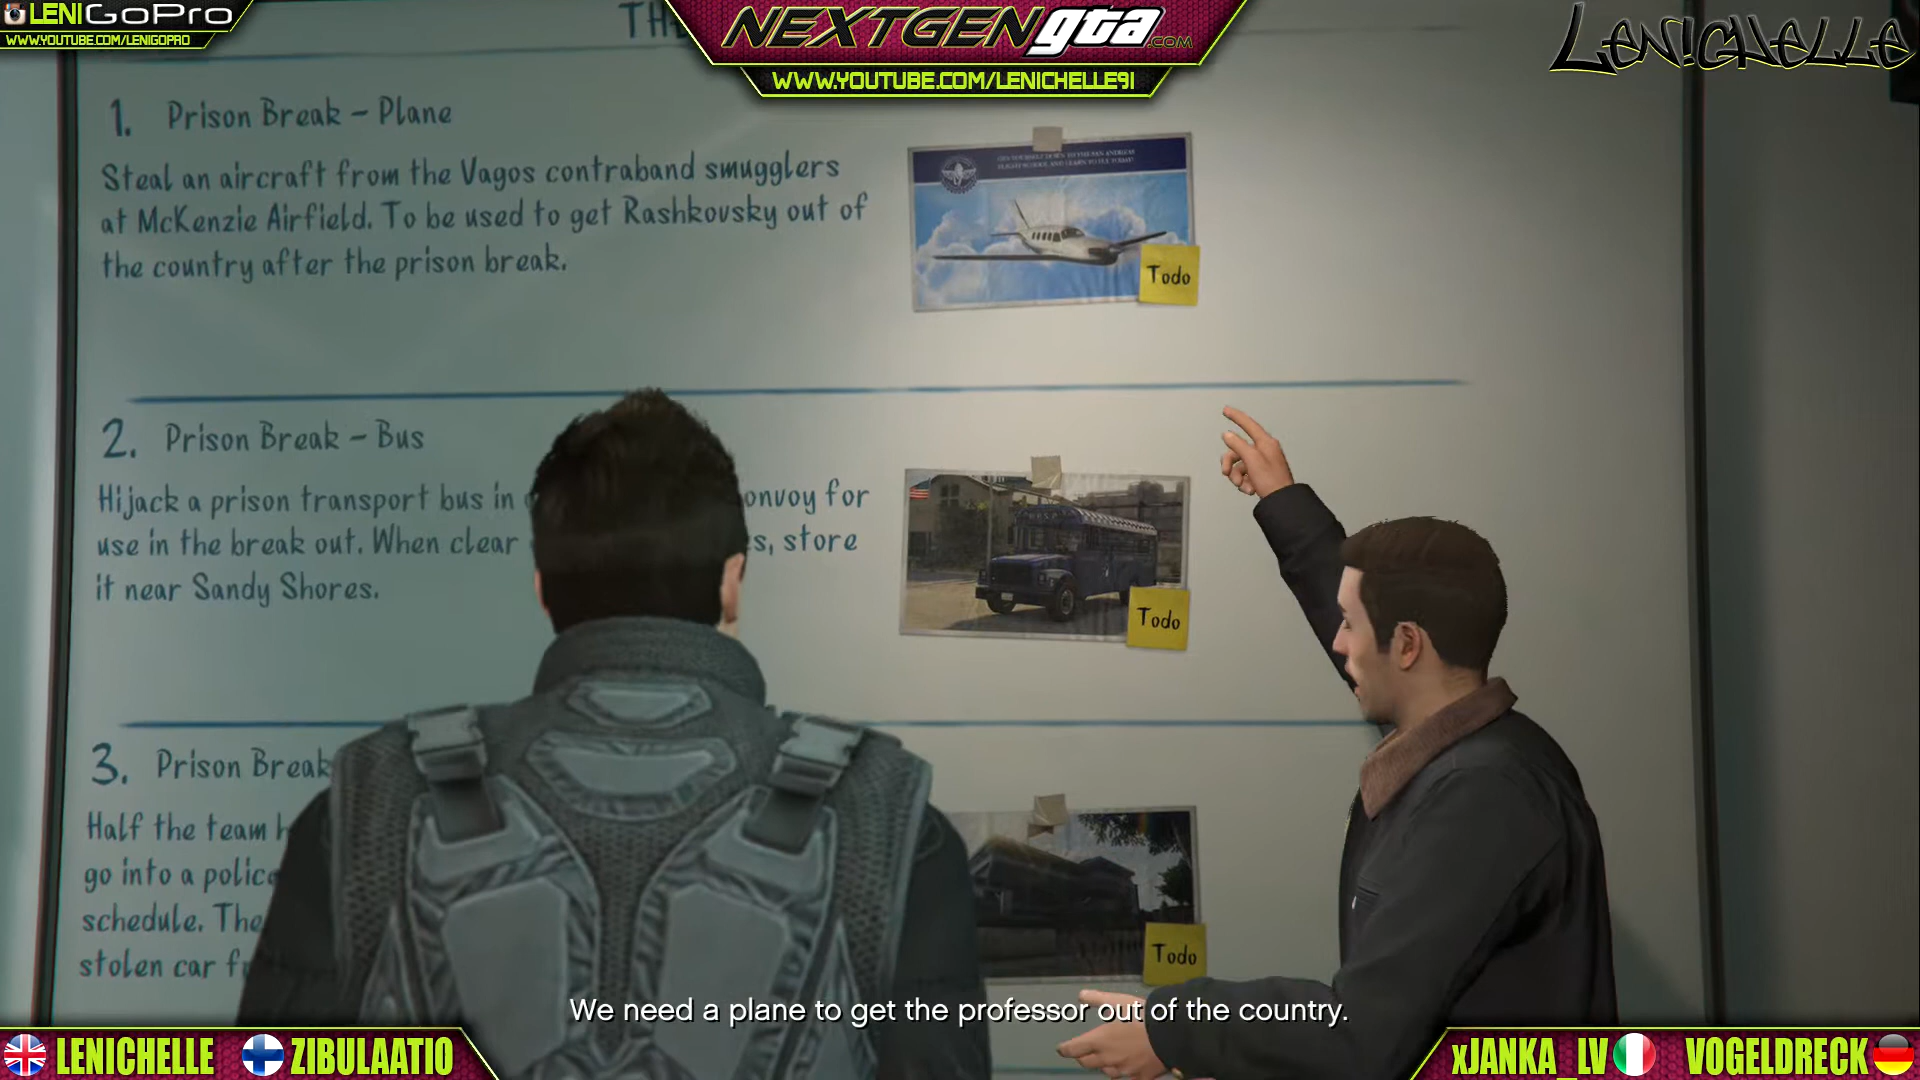 LENIGoPro
WWW.YOUTUBE.COM/LENIGOPRO
NEXTGENgta.COM
WWW.YOUTUBE.COM/LENICHELLE91
LEN!CHELLE
1. Prison Break - Plane
Steal an aircraft from the Vagos contraband smugglers
at McKenzie Airfield. To be used to get Rashkovsky out of
the country after the prison break.
Todo
2. Prison Break - Bus
Hijack a prison transport bus in
use in the break out. When clear
store
it near Sandy Shores.
for
Todo
3. Prison Break
Half the team
go into a
schedule.
stolen car
Todo
We need a plane to get the professor out of the country.
LENICHELLE
ZIBULAATIO
xJANKA_LV
VOGELDRECK